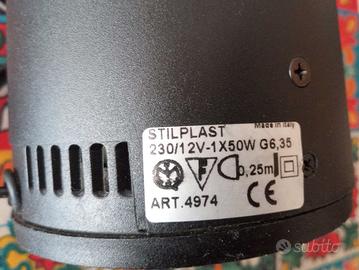 STILPLAST Made in Italy
230/12V-1X50W G6,35
F 0,25m
ART.4974 CE
subito